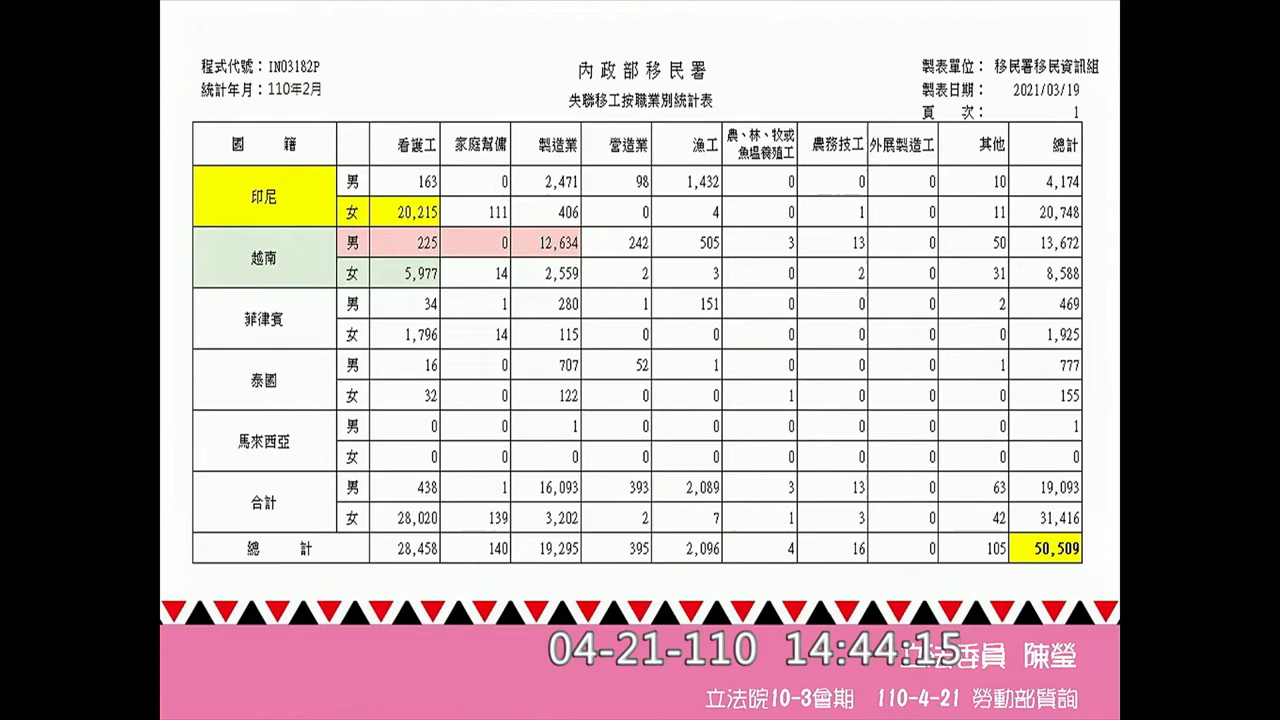 程式代號：IN03182P
統計年月：110年2月
內政部移民署
失聯移工按職業別統計表
製表單位： 移民署移民資訊組
製表日期： 2021/03/19
頁 次： 1
國 籍 看護工 家庭幫傭 製造業 營造業 漁工 農、林、牧或魚塭養殖工 農務技工 外展製造工 其他 總計
印尼 男 163 0 2,471 98 1,432 0 0 0 10 4,174
女 20,215 111 406 0 4 0 1 0 11 20,748
越南 男 225 0 12,634 242 505 3 13 0 50 13,672
女 5,977 14 2,559 2 3 0 2 0 31 8,588
菲律賓 男 34 1 280 1 151 0 0 0 2 469
女 1,796 14 115 0 0 0 0 0 0 1,925
泰國 男 16 0 707 52 1 0 0 0 1 777
女 32 0 122 0 0 1 0 0 0 155
馬來西亞 男 0 0 1 0 0 0 0 0 0 1
女 0 0 0 0 0 0 0 0 0 0
合計 男 438 1 16,093 393 2,089 3 13 0 63 19,093
女 28,020 139 3,202 2 7 1 3 0 42 31,416
總 計 28,458 140 19,295 395 2,096 4 16 0 105 50,509
04-21-110 14:44:15
立法委員 陳瑩
立法院10-3會期 110-4-21 勞動部質詢